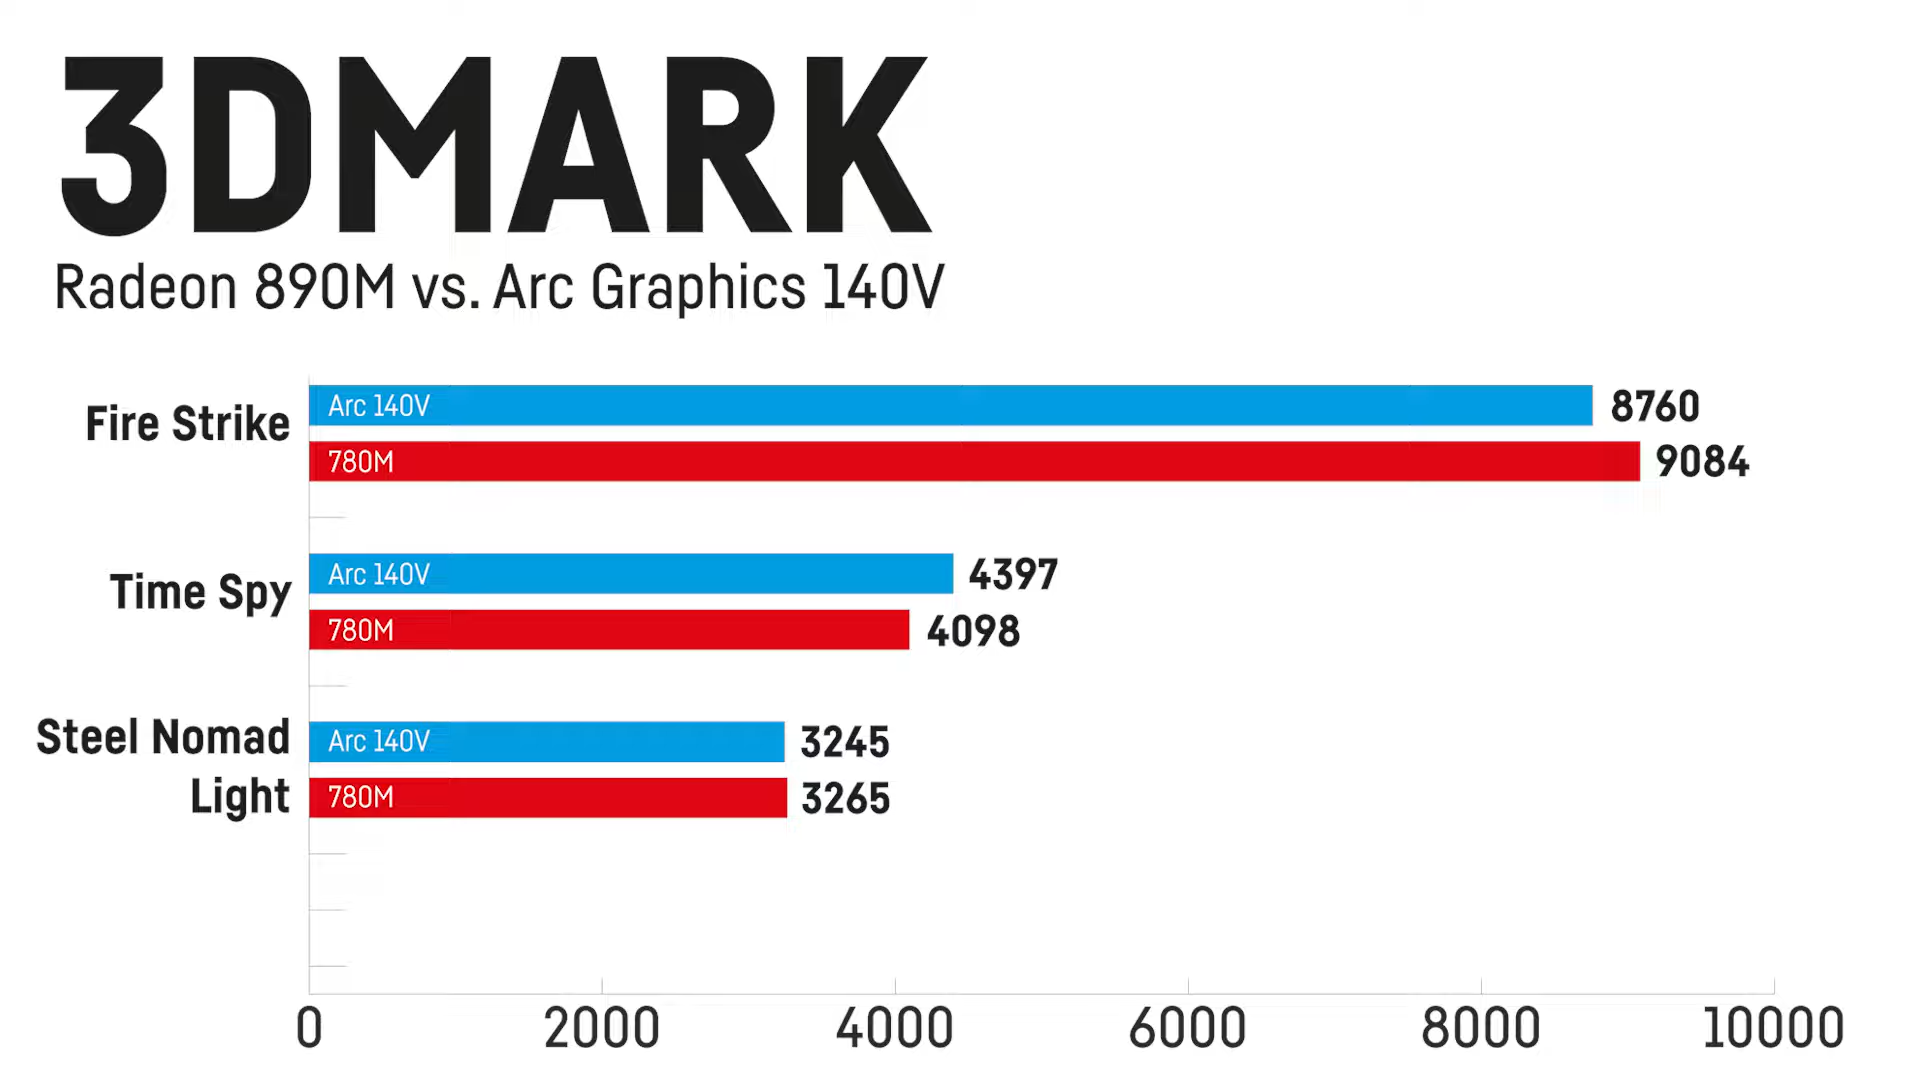 3DMARK
Radeon 890M vs. Arc Graphics 140V
Fire Strike
Arc 140V 8760
780M 9084
Time Spy
Arc 140V 4397
780M 4098
Steel Nomad
Light
Arc 140V 3245
780M 3265
0 2000 4000 6000 8000 10000